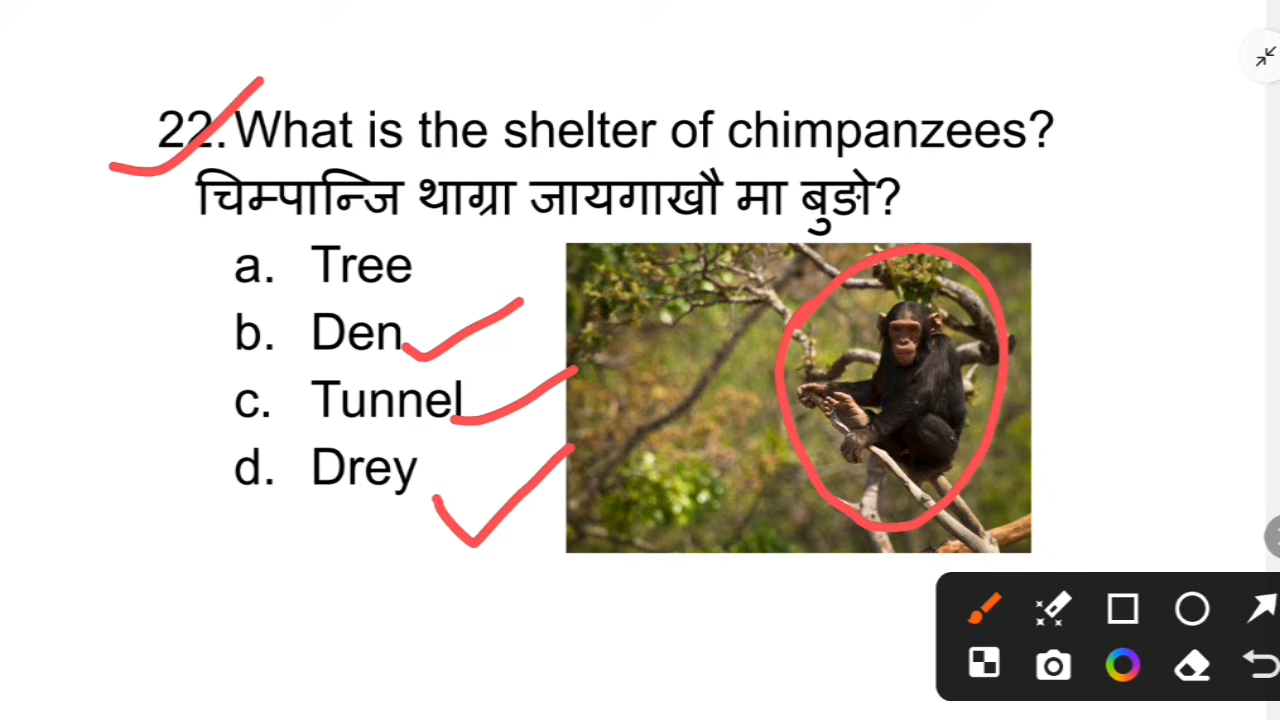 22. What is the shelter of chimpanzees?
चिम्पान्जि थाग्रा जायगाखौ मा बुङो?
a. Tree
b. Den
c. Tunnel
d. Drey